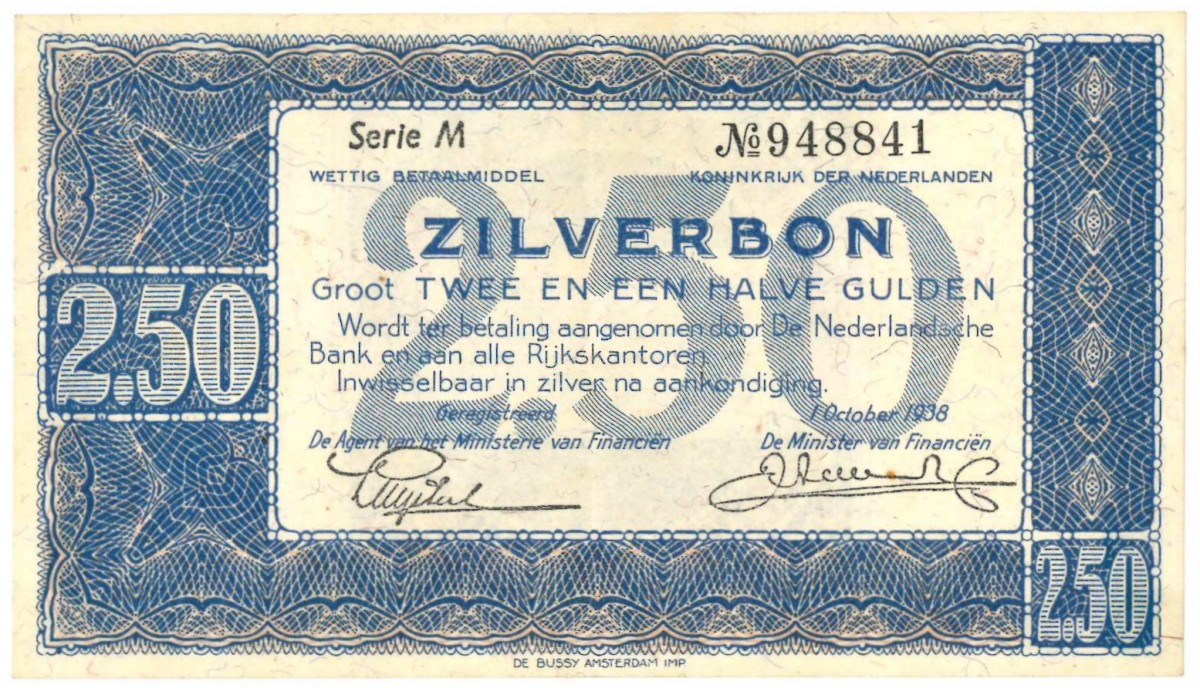 Serie M
№ 948841
WETTIG BETAALMIDDEL
KONINKRIJK DER NEDERLANDEN
2.50
ZILVERBON
Groot TWEE EN EEN HALVE GULDEN
Wordt ter betaling aangenomen door De Nederlandsche
Bank en aan alle Rijkskantoren.
Inwisselbaar in zilver na aankondiging.
Geregistreerd
1 October 1938
De Agent van het Ministerie van Financiën
De Minister van Financiën
2.50
2.50
DE BUSSY AMSTERDAM IMP.